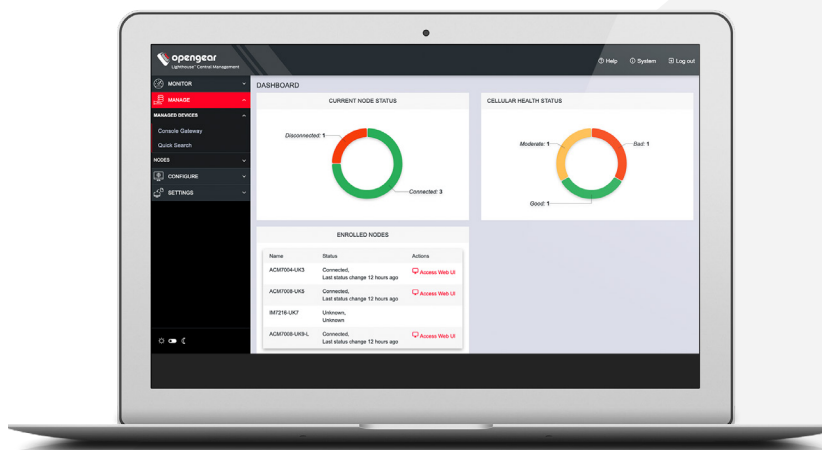 opengear
Lighthouse™ Central Management
Help
System
Log out
MONITOR
MANAGE
MANAGED DEVICES
Console Gateway
Quick Search
NODES
CONFIGURE
SETTINGS
DASHBOARD
CURRENT NODE STATUS
Disconnected: 1
Connected: 3
CELLULAR HEALTH STATUS
Moderate: 1
Bad: 1
Good: 1
ENROLLED NODES
Name Status Actions
ACM7004-UK3 Connected, Access Web UI
Last status change 12 hours ago
ACM7008-UK5 Connected, Access Web UI
Last status change 12 hours ago
IM7216-UK7 Unknown,
Unknown
ACM7008-UK9-L Connected, Access Web UI
Last status change 12 hours ago